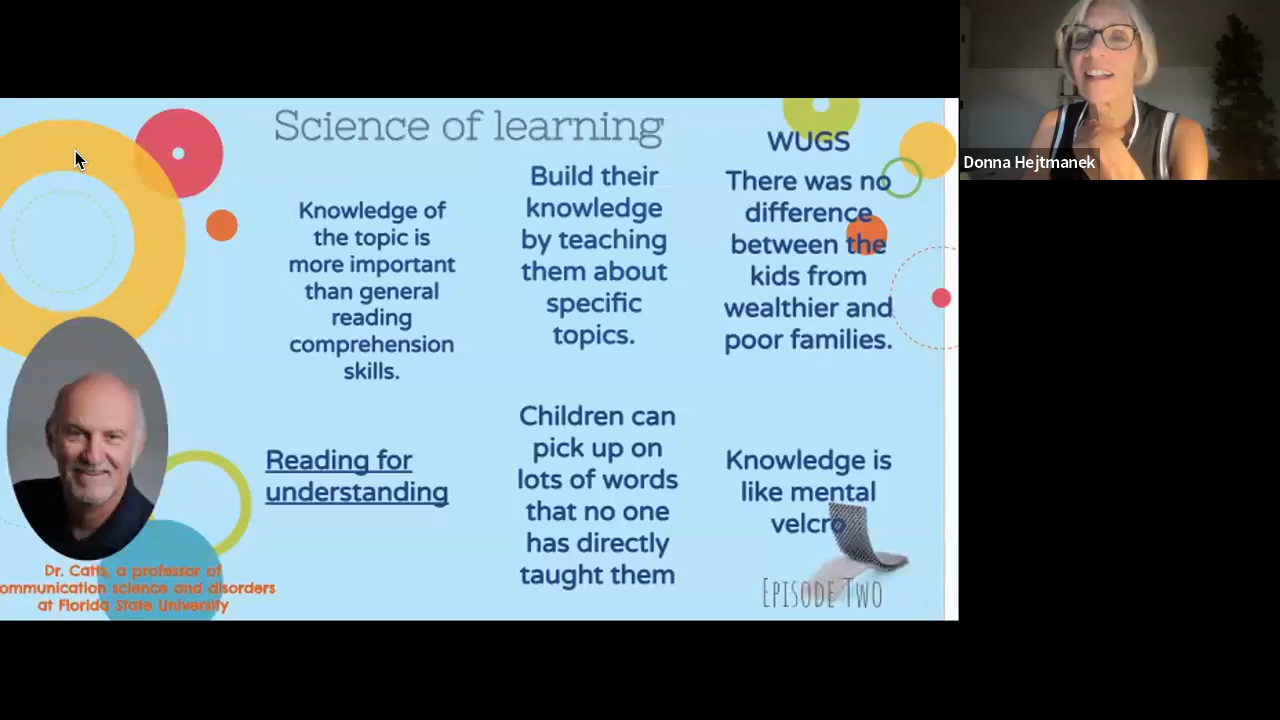 Science of learning
Knowledge of
the topic is
more important
than general
reading
comprehension
skills.
Build their
knowledge
by teaching
them about
specific
topics.
WUGS
There was no
difference
between the
kids from
wealthier and
poor families.
Reading for
understanding
Children can
pick up on
lots of words
that no one
has directly
taught them
Knowledge is
like mental
velcro
Dr. Catts, a professor of
ommunication science and disorders
at Florida State University
Episode Two
Donna Hejtmanek